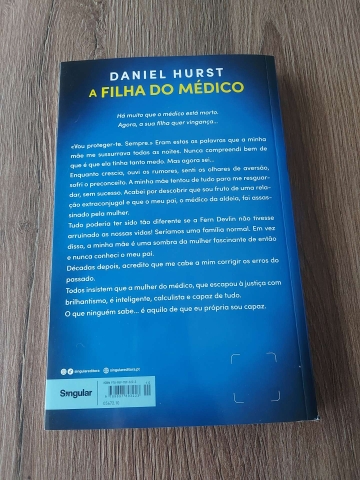 DANIEL HURST
A FILHA DO MÉDICO
Há muito que o médico está morto.
Agora, a sua filha quer vingança...
«Vou proteger-te. Sempre.» Eram estas as palavras que a minha
mãe me sussurrava todas as noites. Nunca compreendi bem de
que é que ela tinha tanto medo. Mas agora sei...
Enquanto crescia, ouvi os rumores, senti os olhares de aversão,
sofri o preconceito. A minha mãe tentou de tudo para me resguar-
dar, sem sucesso. Acabei por descobrir que sou fruto de uma rela-
ção extraconjugal e que o meu pai, o médico da aldeia, foi assas-
sinado pela mulher.
Tudo poderia ter sido tão diferente se a Fern Devlin não tivesse
arruinado as nossas vidas! Seríamos uma família normal. Em vez
disso, a minha mãe é uma sombra da mulher fascinante de então
e nunca conheci o meu pai.
Décadas depois, acredito que me cabe a mim corrigir os erros do
passado.
Todos insistem que a mulher do médico, que escapou à justiça com
brilhantismo, é inteligente, calculista e capaz de tudo.
O que ninguém sabe... é aquilo de que eu própria sou capaz.
singulareditora
singulareditora.pt
Singular
ISBN